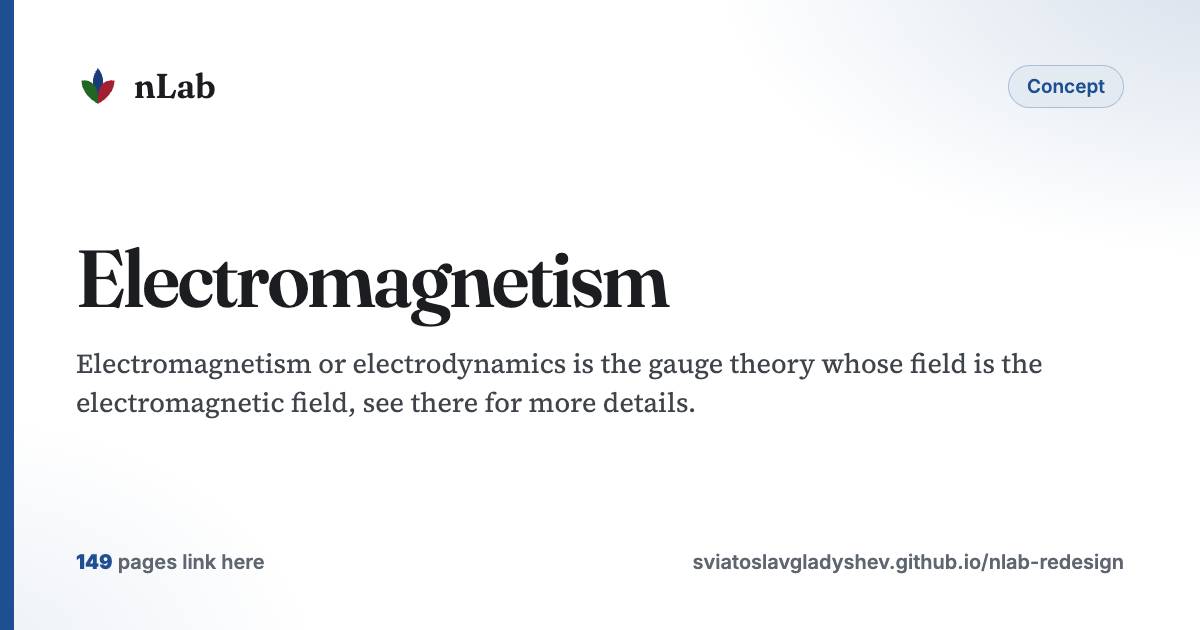 nLab
Concept
Electromagnetism
Electromagnetism or electrodynamics is the gauge theory whose field is the
electromagnetic field, see there for more details.
149 pages link here
sviatoslavgladyshev.github.io/nlab-redesign